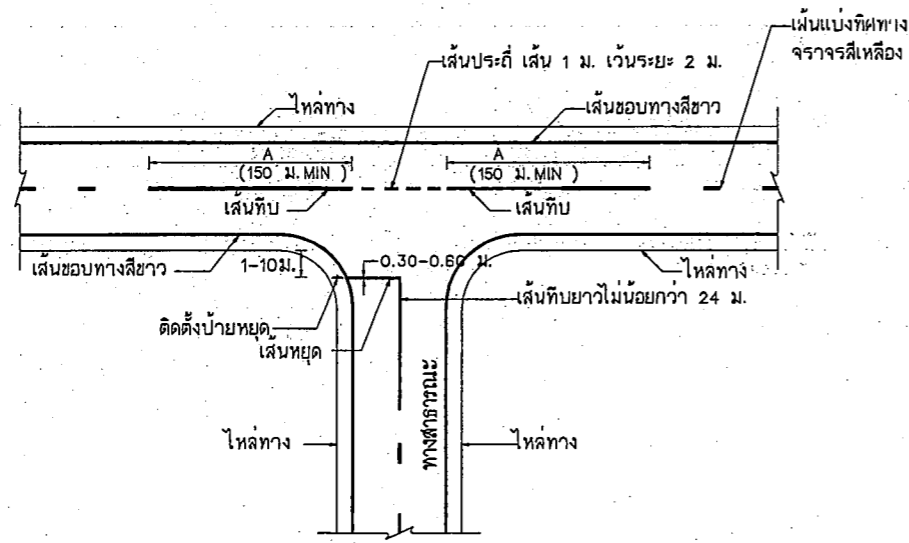 เส้นแบ่งทิศทาง
จราจรสีเหลือง
เส้นประถี่ เส้น 1 ม. เว้นระยะ 2 ม.
ไหล่ทาง
เส้นขอบทางสีขาว
A
(150 ม.MIN )
A
(150 ม.MIN )
เส้นทึบ
เส้นทึบ
เส้นขอบทางสีขาว
1-10ม.
0.30-0.60 ม.
ไหล่ทาง
เส้นทึบยาวไม่น้อยกว่า 24 ม.
ติดตั้งป้ายหยุด
เส้นหยุด
ทางสาธารณะ
ไหล่ทาง
ไหล่ทาง